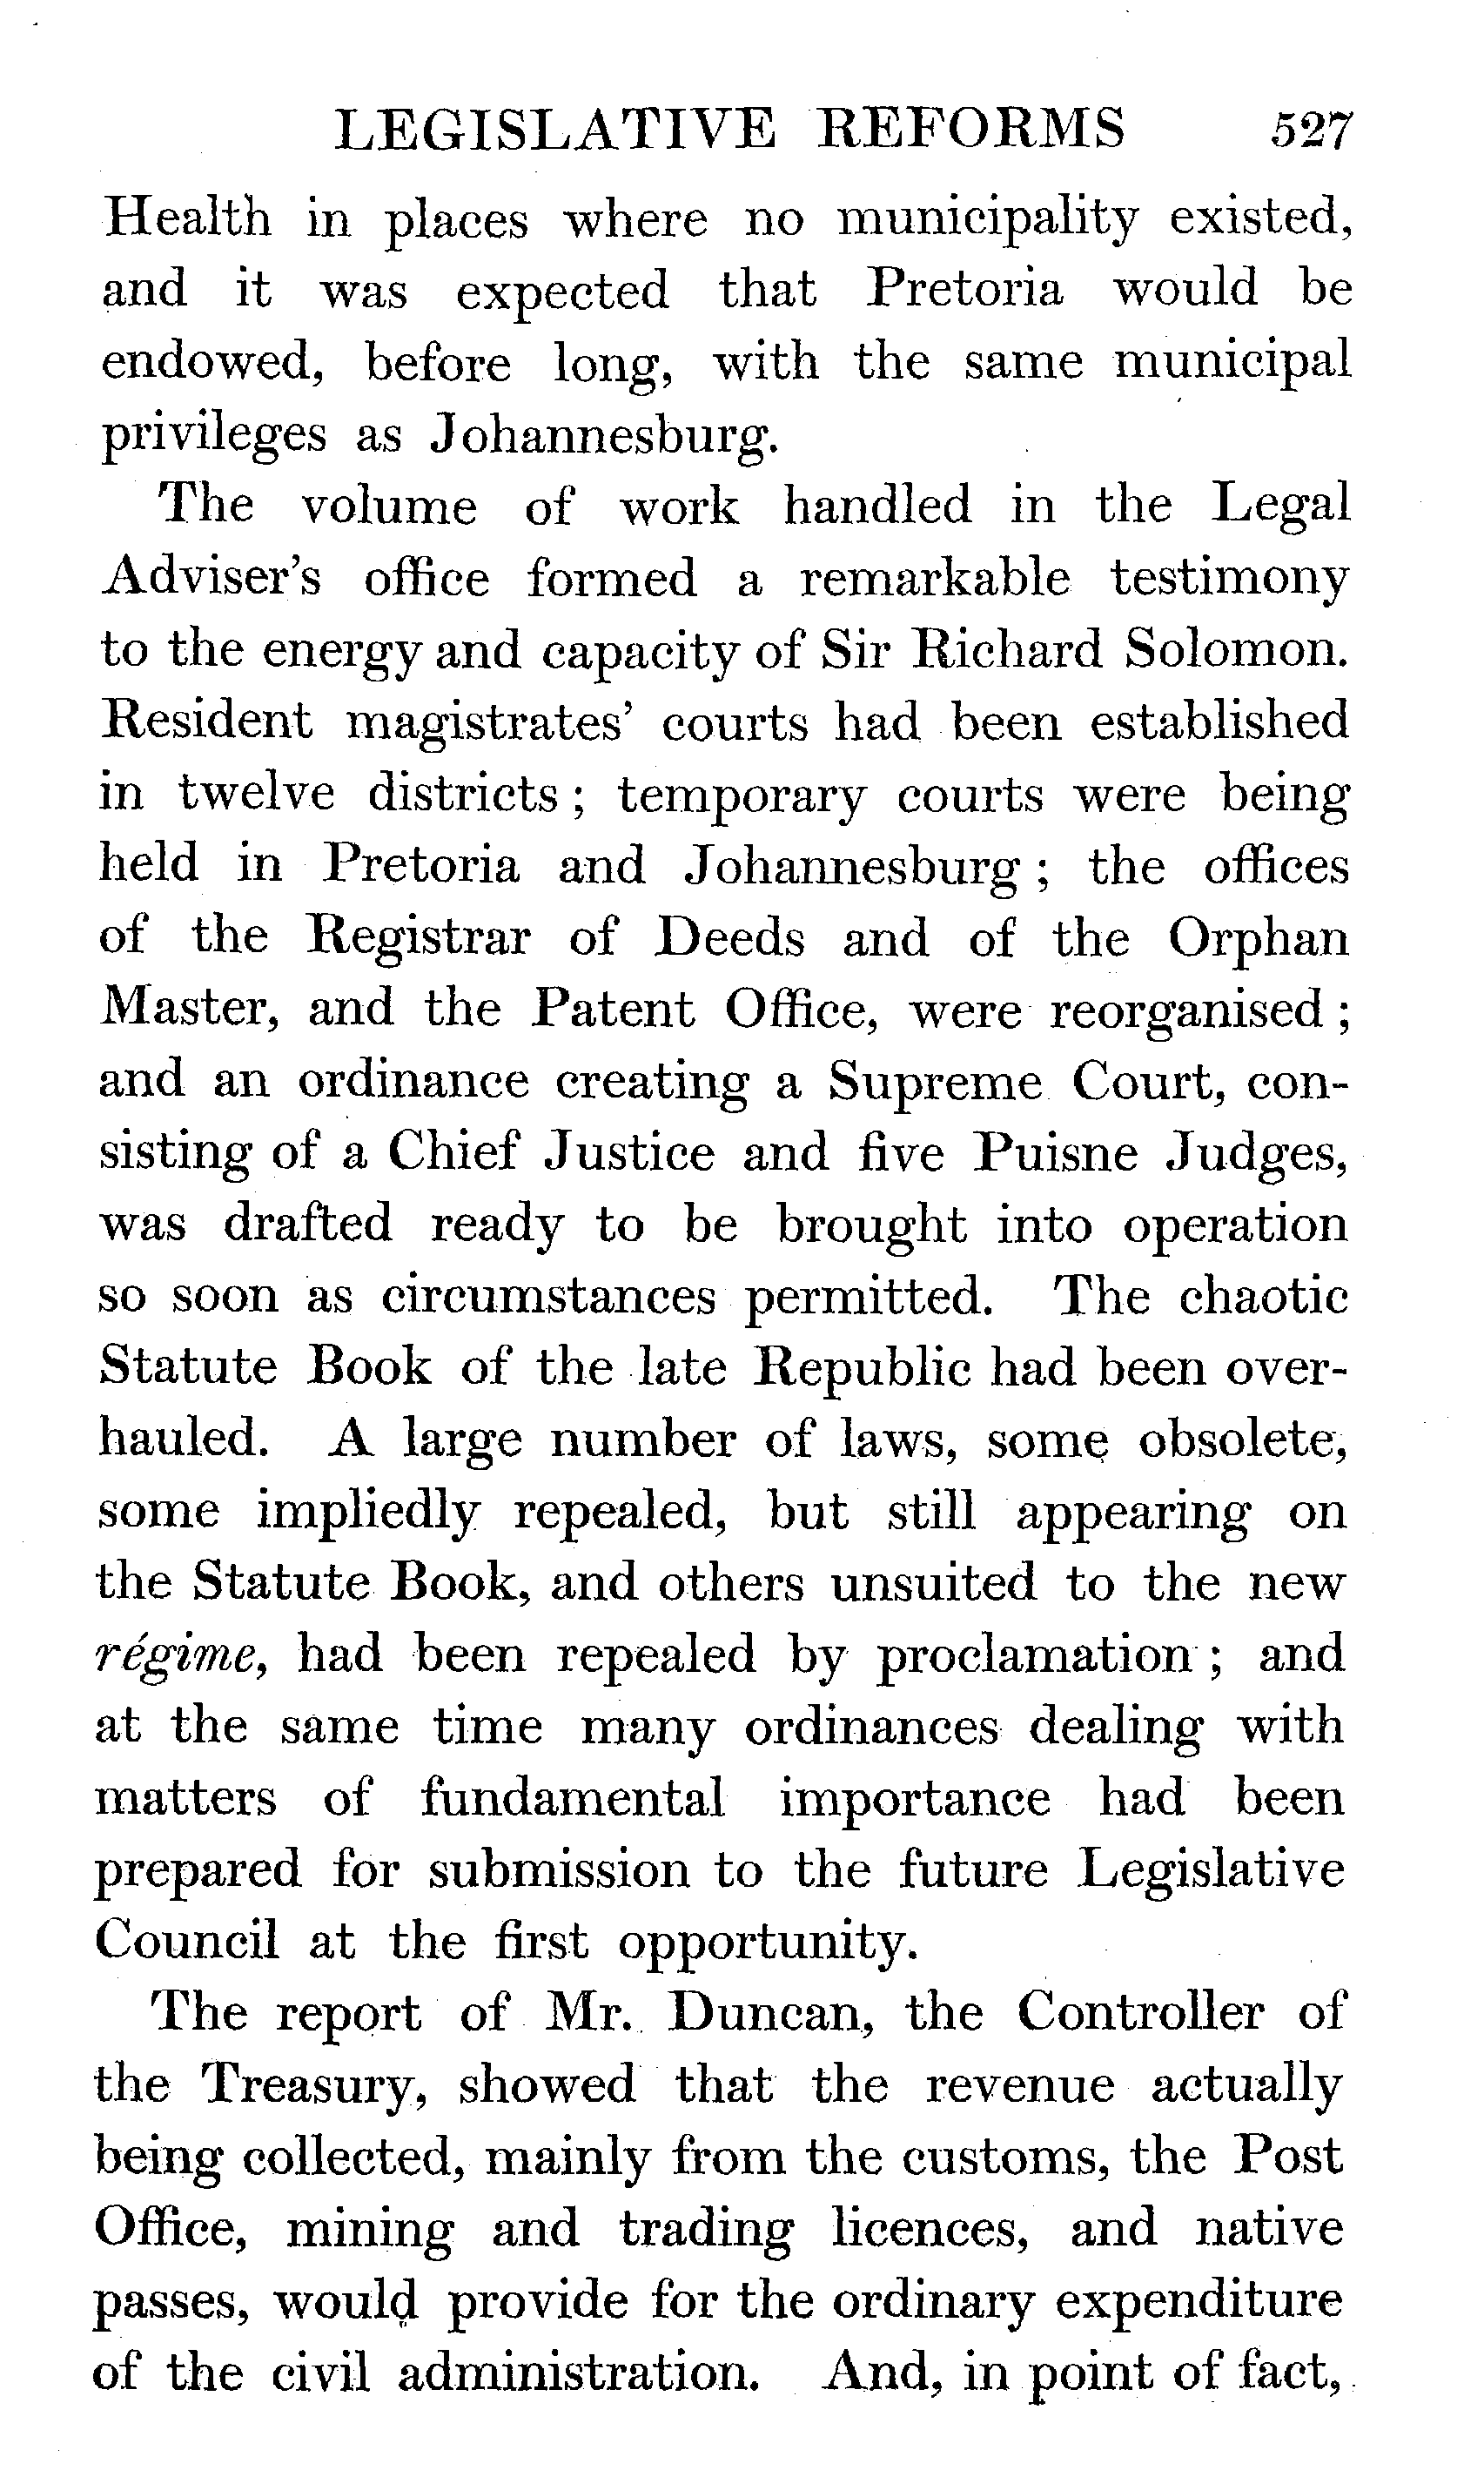 LEGISLATIVE REFORMS 527
Health in places where no municipality existed,
and it was expected that Pretoria would be
endowed, before long, with the same municipal
privileges as Johannesburg.
The volume of work handled in the Legal
Adviser's office formed a remarkable testimony
to the energy and capacity of Sir Richard Solomon.
Resident magistrates' courts had been established
in twelve districts ; temporary courts were being
held in Pretoria and Johannesburg ; the offices
of the Registrar of Deeds and of the Orphan
Master, and the Patent Office, were reorganised ;
and an ordinance creating a Supreme Court, con-
sisting of a Chief Justice and five Puisne Judges,
was drafted ready to be brought into operation
so soon as circumstances permitted. The chaotic
Statute Book of the late Republic had been over-
hauled. A large number of laws, some obsolete,
some impliedly repealed, but still appearing on
the Statute Book, and others unsuited to the new
régime, had been repealed by proclamation ; and
at the same time many ordinances dealing with
matters of fundamental importance had been
prepared for submission to the future Legislative
Council at the first opportunity.
The report of Mr. Duncan, the Controller of
the Treasury, showed that the revenue actually
being collected, mainly from the customs, the Post
Office, mining and trading licences, and native
passes, would provide for the ordinary expenditure
of the civil administration. And, in point of fact,